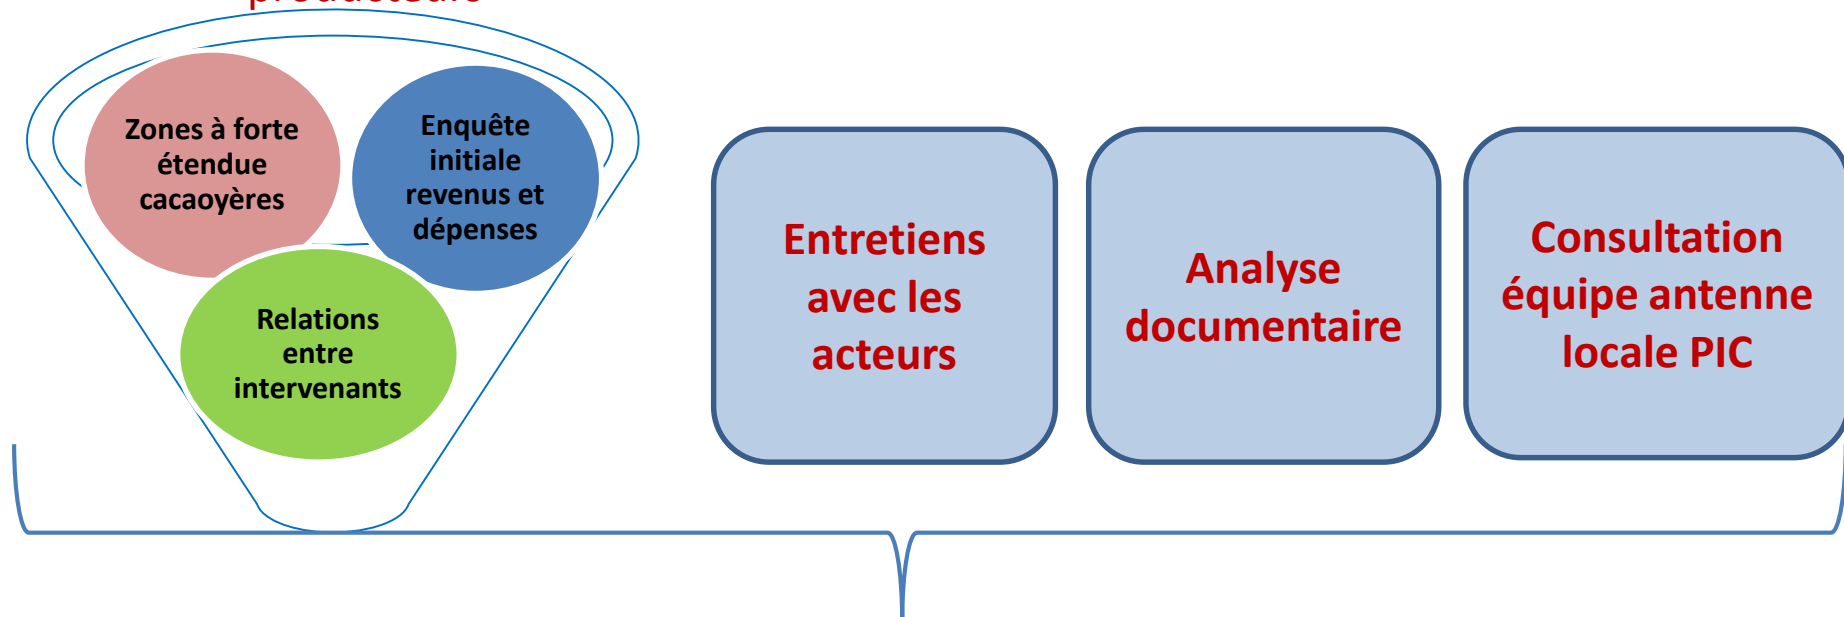 producteurs
Zones à forte
étendue
cacaoyères
Enquête
initiale
revenus et
dépenses
Relations
entre
intervenants
Entretiens
avec les
acteurs
Analyse
documentaire
Consultation
équipe antenne
locale PIC